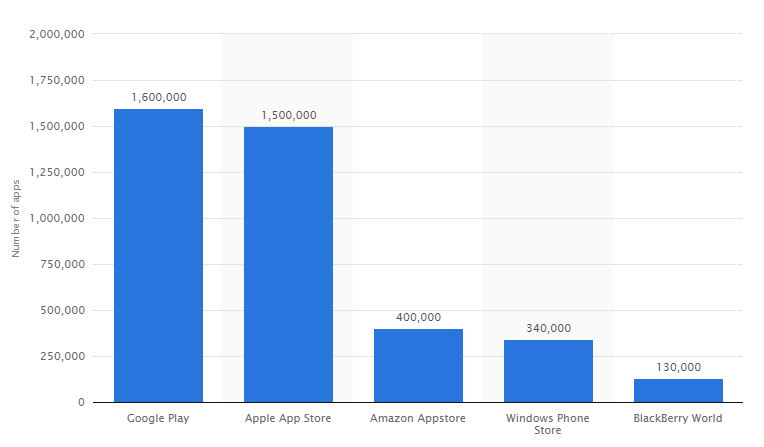 2,000,000
1,750,000
1,500,000
1,250,000
1,000,000
750,000
500,000
250,000
0
Number of apps
1,600,000
1,500,000
400,000
340,000
130,000
Google Play
Apple App Store
Amazon Appstore
Windows Phone
Store
BlackBerry World